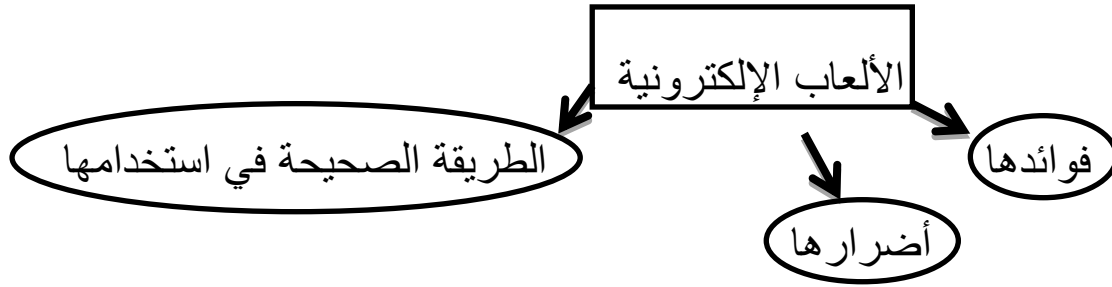 الألعاب الإلكترونية
فوائدها
الطريقة الصحيحة في استخدامها
أضرارها